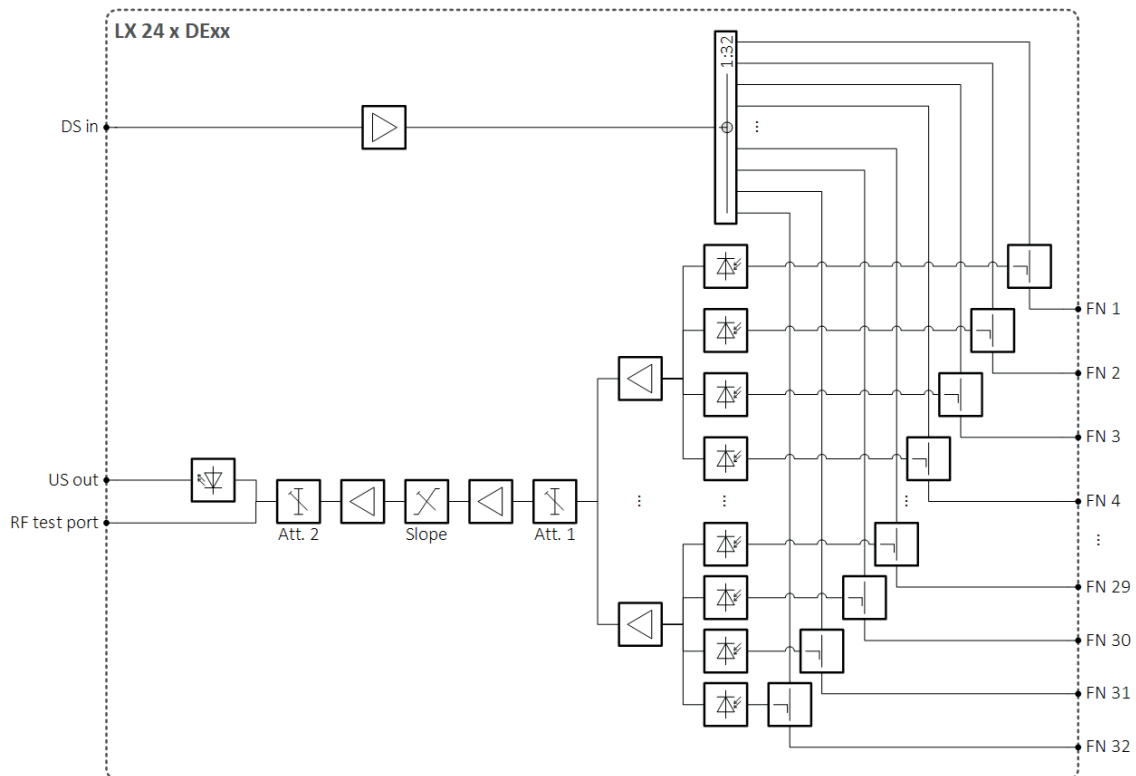 LX 24 x DExx
1:32
DS in
...
FN 1
FN 2
FN 3
US out
RF test port
Att. 2
Slope
Att. 1
...
...
...
FN 4
...
FN 29
FN 30
FN 31
FN 32